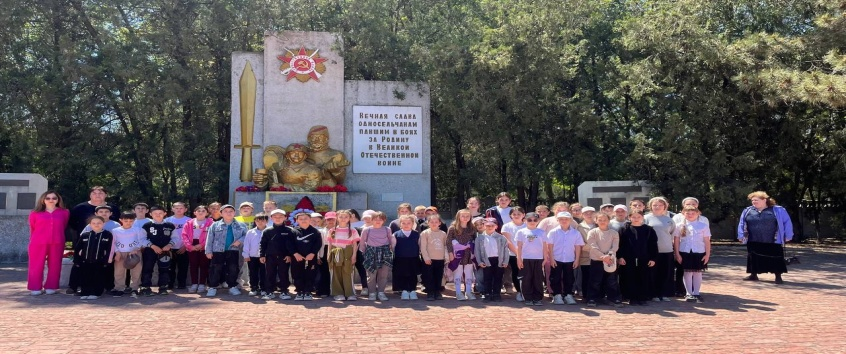 Вечная слава
односельчанам
павшим в боях
за Родину
в Великой
Отечественной
войне